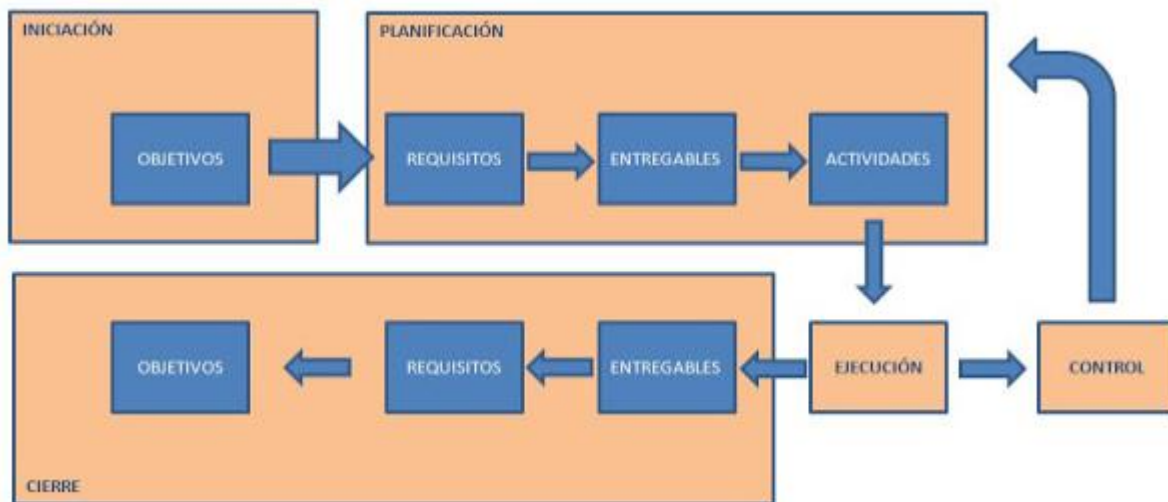 INICIACIÓN
PLANIFICACIÓN
OBJETIVOS
REQUISITOS
ENTREGABLES
ACTIVIDADES
OBJETIVOS
REQUISITOS
ENTREGABLES
EJECUCIÓN
CONTROL
CIERRE